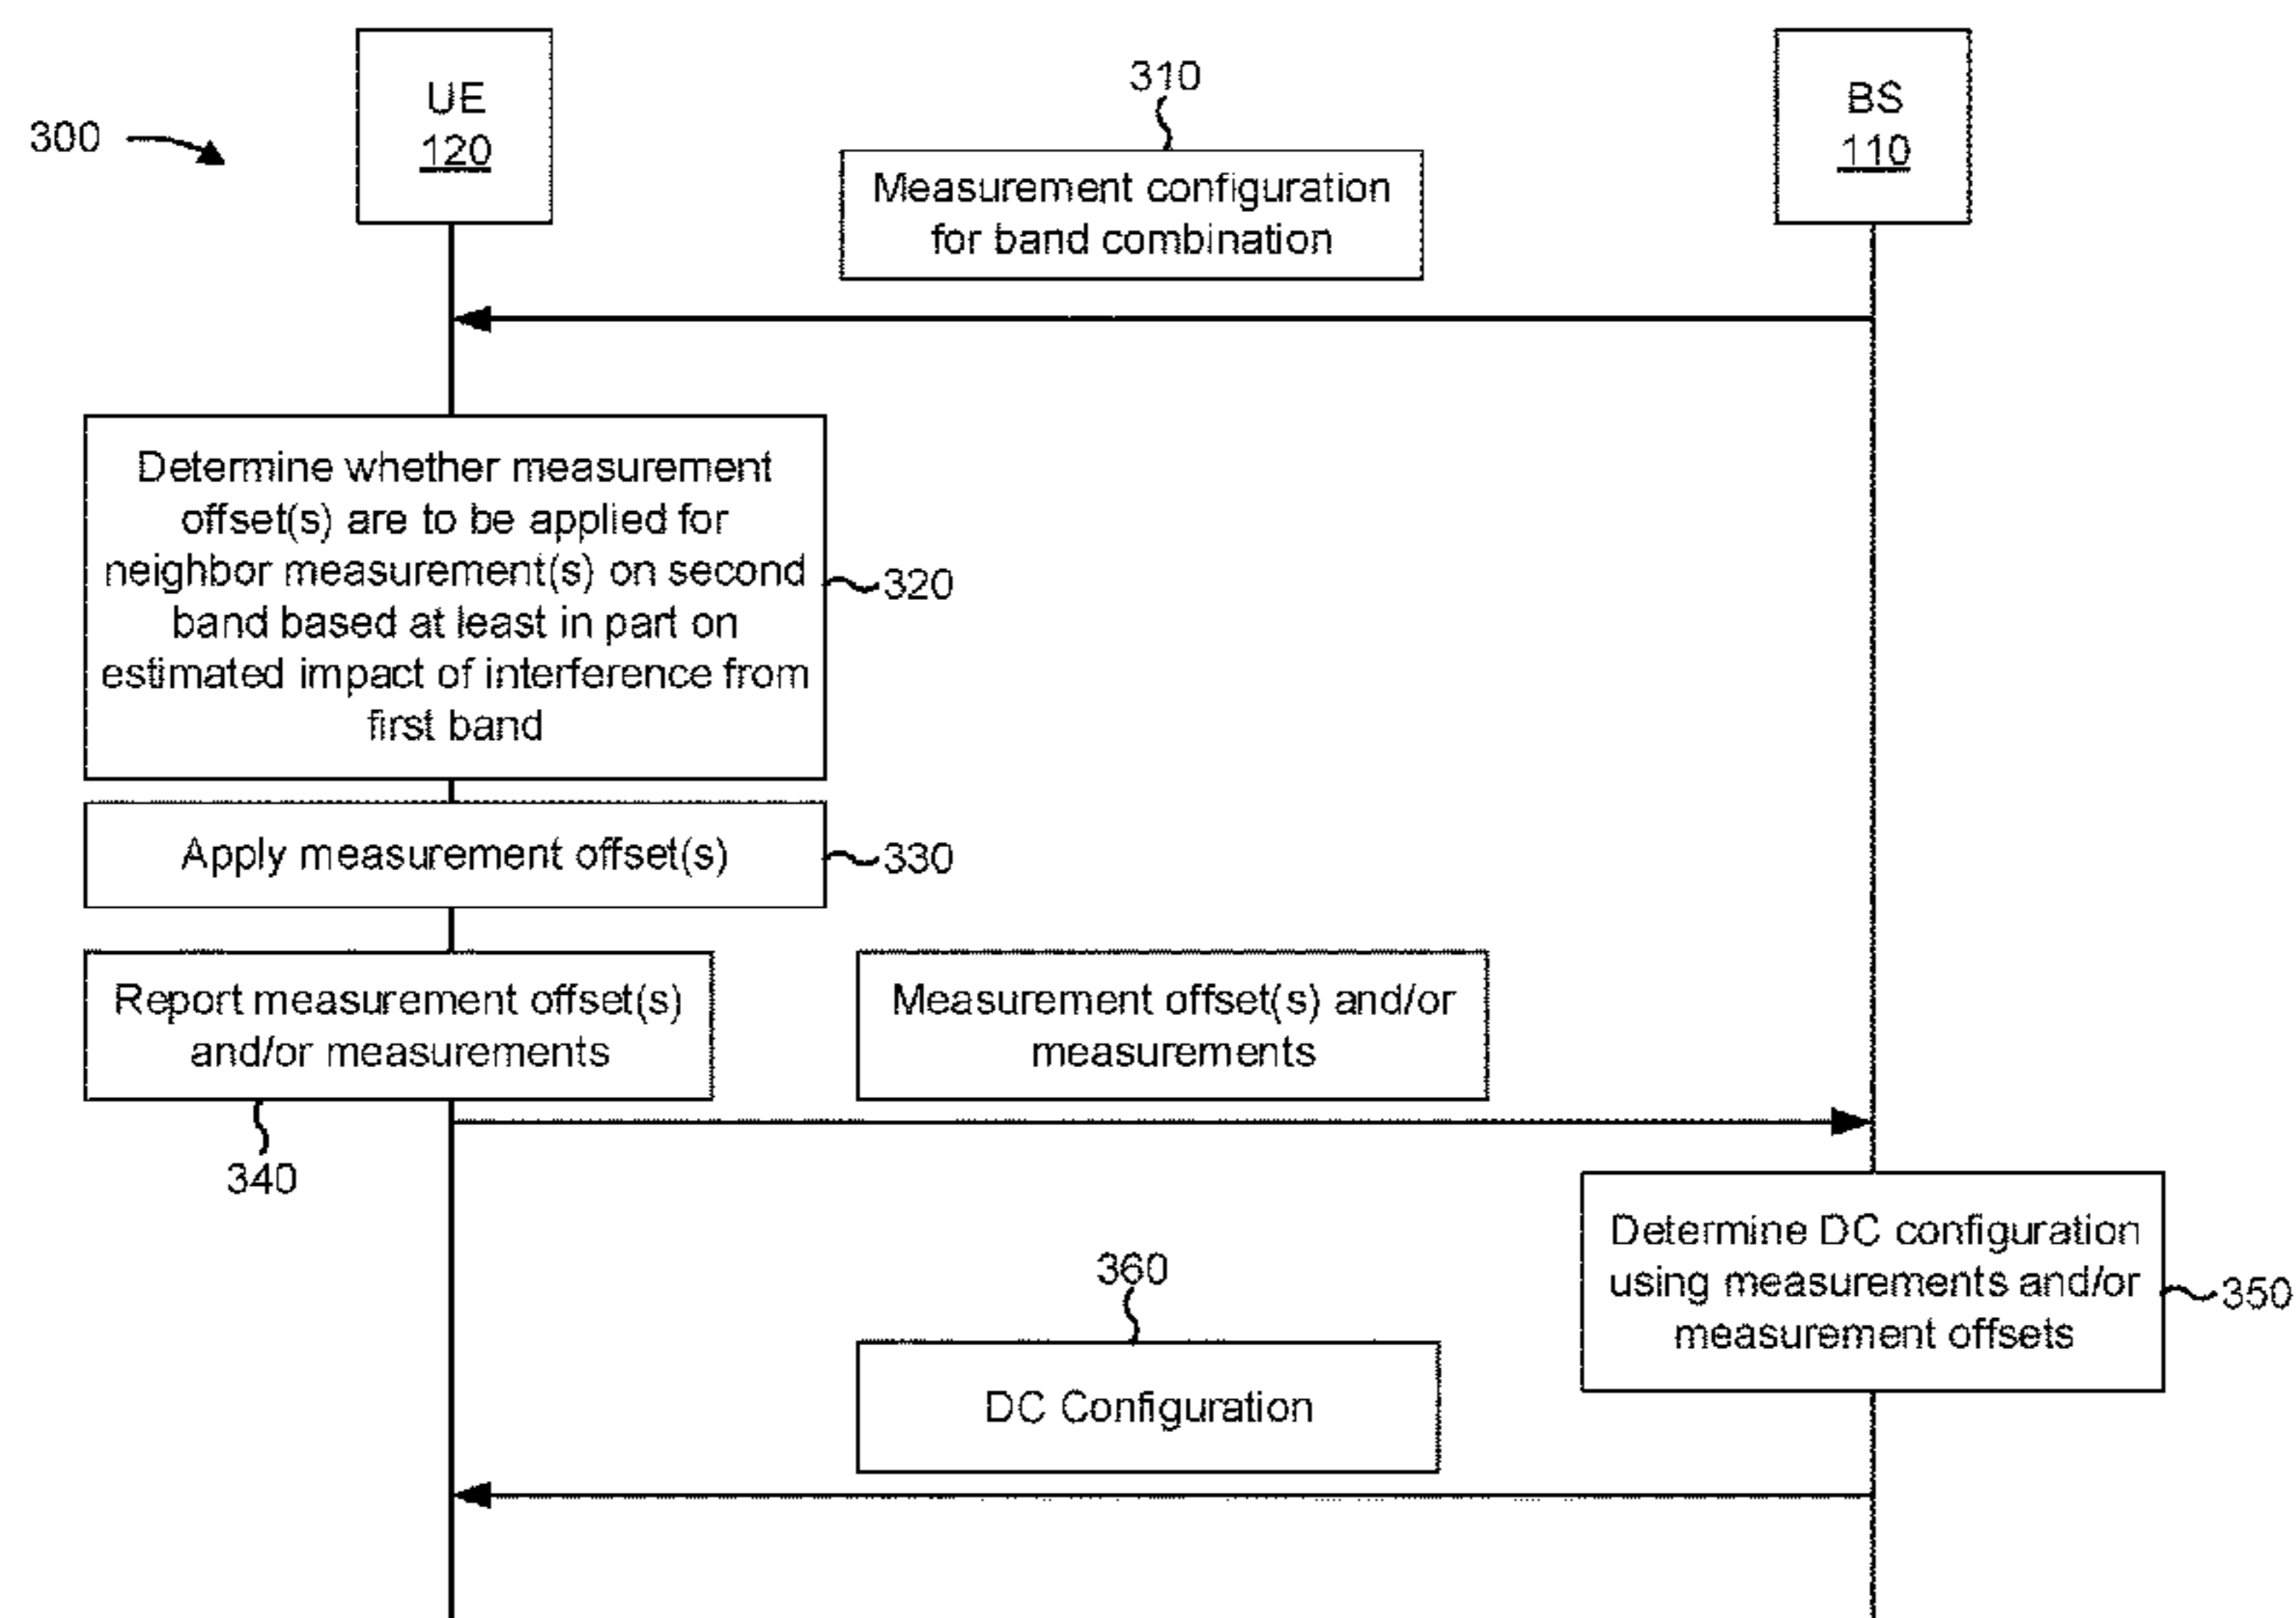 300
UE
120
310
Measurement configuration
for band combination
BS
110
Determine whether measurement
offset(s) are to be applied for
neighbor measurement(s) on second
band based at least in part on
estimated impact of interference from
first band
320
Apply measurement offset(s)
330
Report measurement offset(s)
and/or measurements
340
Measurement offset(s) and/or
measurements
Determine DC configuration
using measurements and/or
measurement offsets
350
360
DC Configuration